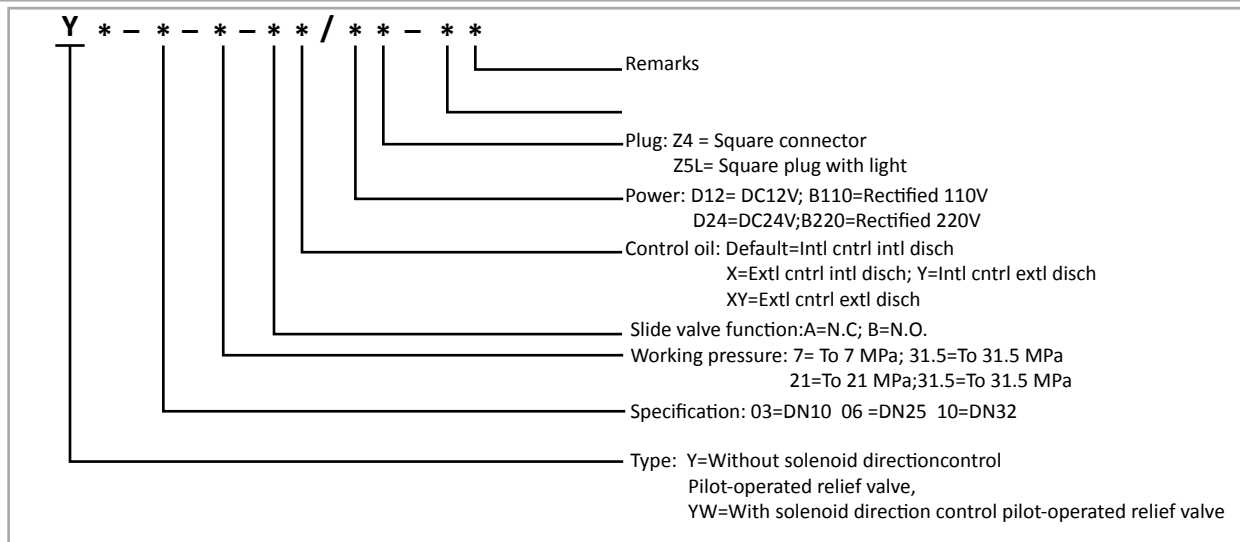 Y * – * – * – * * / * * – * *
Remarks
Plug: Z4 = Square connector
Z5L= Square plug with light
Power: D12= DC12V; B110=Rectified 110V
D24=DC24V;B220=Rectified 220V
Control oil: Default=Intl cntrl intl disch
X=Extl cntrl intl disch; Y=Intl cntrl extl disch
XY=Extl cntrl extl disch
Slide valve function:A=N.C; B=N.O.
Working pressure: 7= To 7 MPa; 31.5=To 31.5 MPa
21=To 21 MPa;31.5=To 31.5 MPa
Specification: 03=DN10 06 =DN25 10=DN32
Type: Y=Without solenoid directioncontrol
Pilot-operated relief valve,
YW=With solenoid direction control pilot-operated relief valve